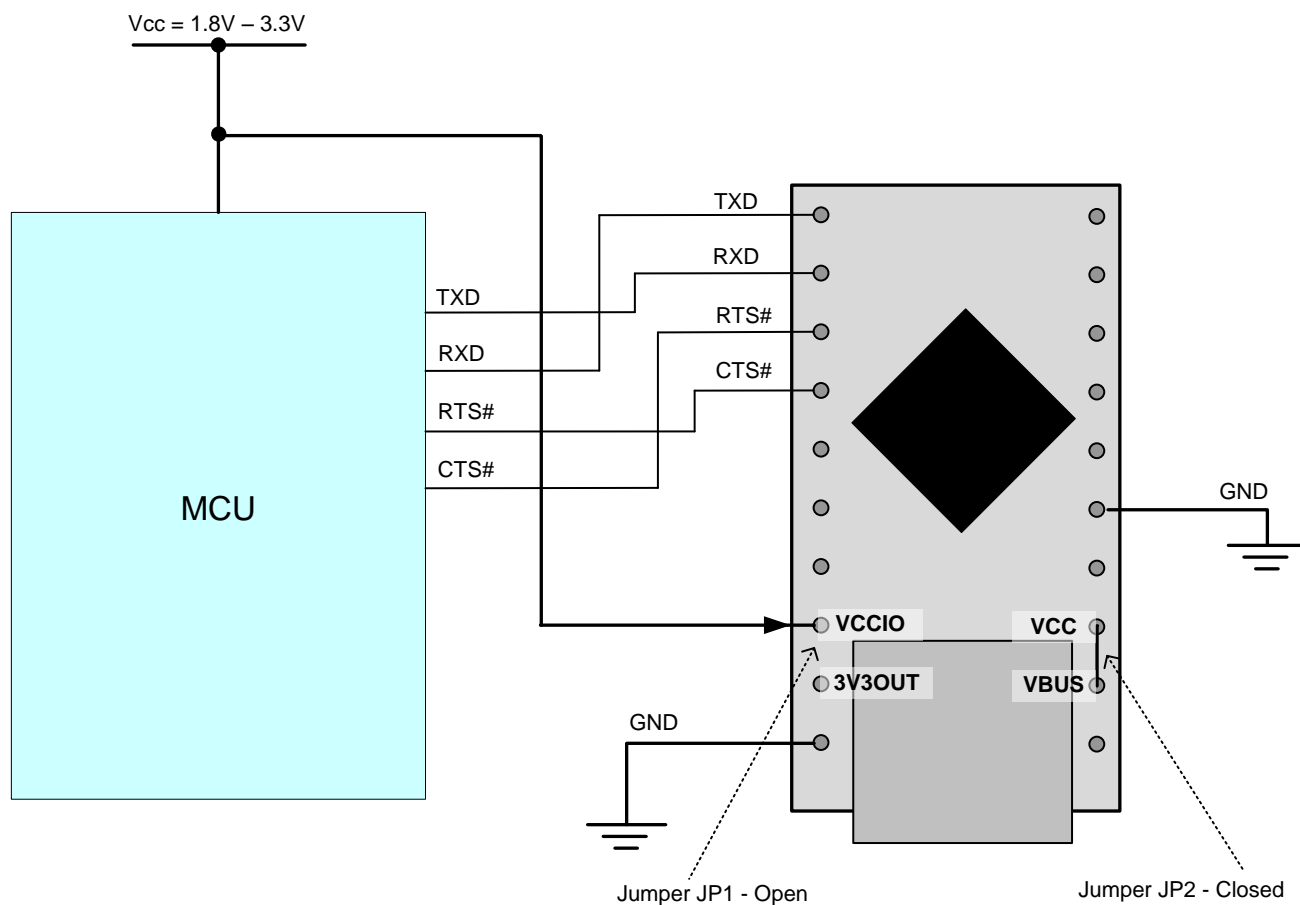 Vcc = 1.8V – 3.3V
TXD
RXD
TXD
RTS#
RXD
CTS#
RTS#
CTS#
MCU
GND
VCCIO
VCC
3V3OUT
VBUS
GND
Jumper JP1 - Open
Jumper JP2 - Closed